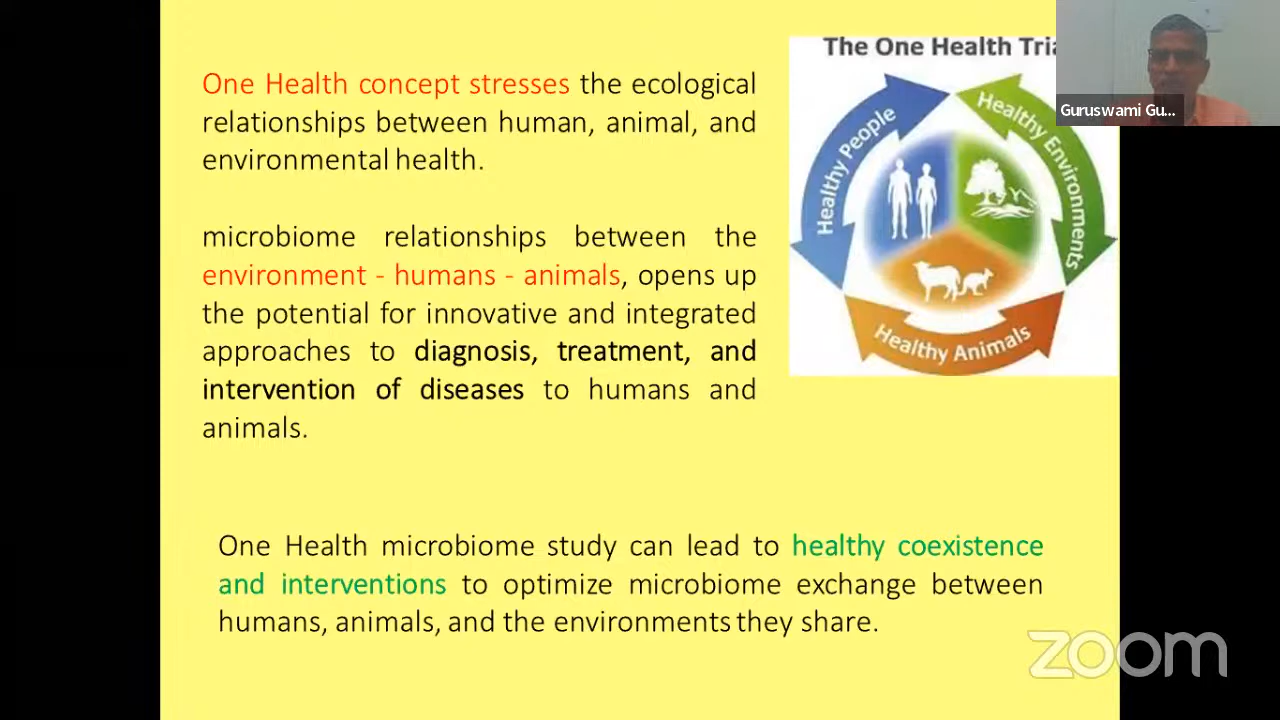 One Health concept stresses the ecological
relationships between human, animal, and
environmental health.
microbiome relationships between the
environment - humans - animals, opens up
the potential for innovative and integrated
approaches to diagnosis, treatment, and
intervention of diseases to humans and
animals.
The One Health Tria
Healthy People
Healthy Environments
Healthy Animals
Guruswami Gu...
One Health microbiome study can lead to healthy coexistence
and interventions to optimize microbiome exchange between
humans, animals, and the environments they share.
zoom